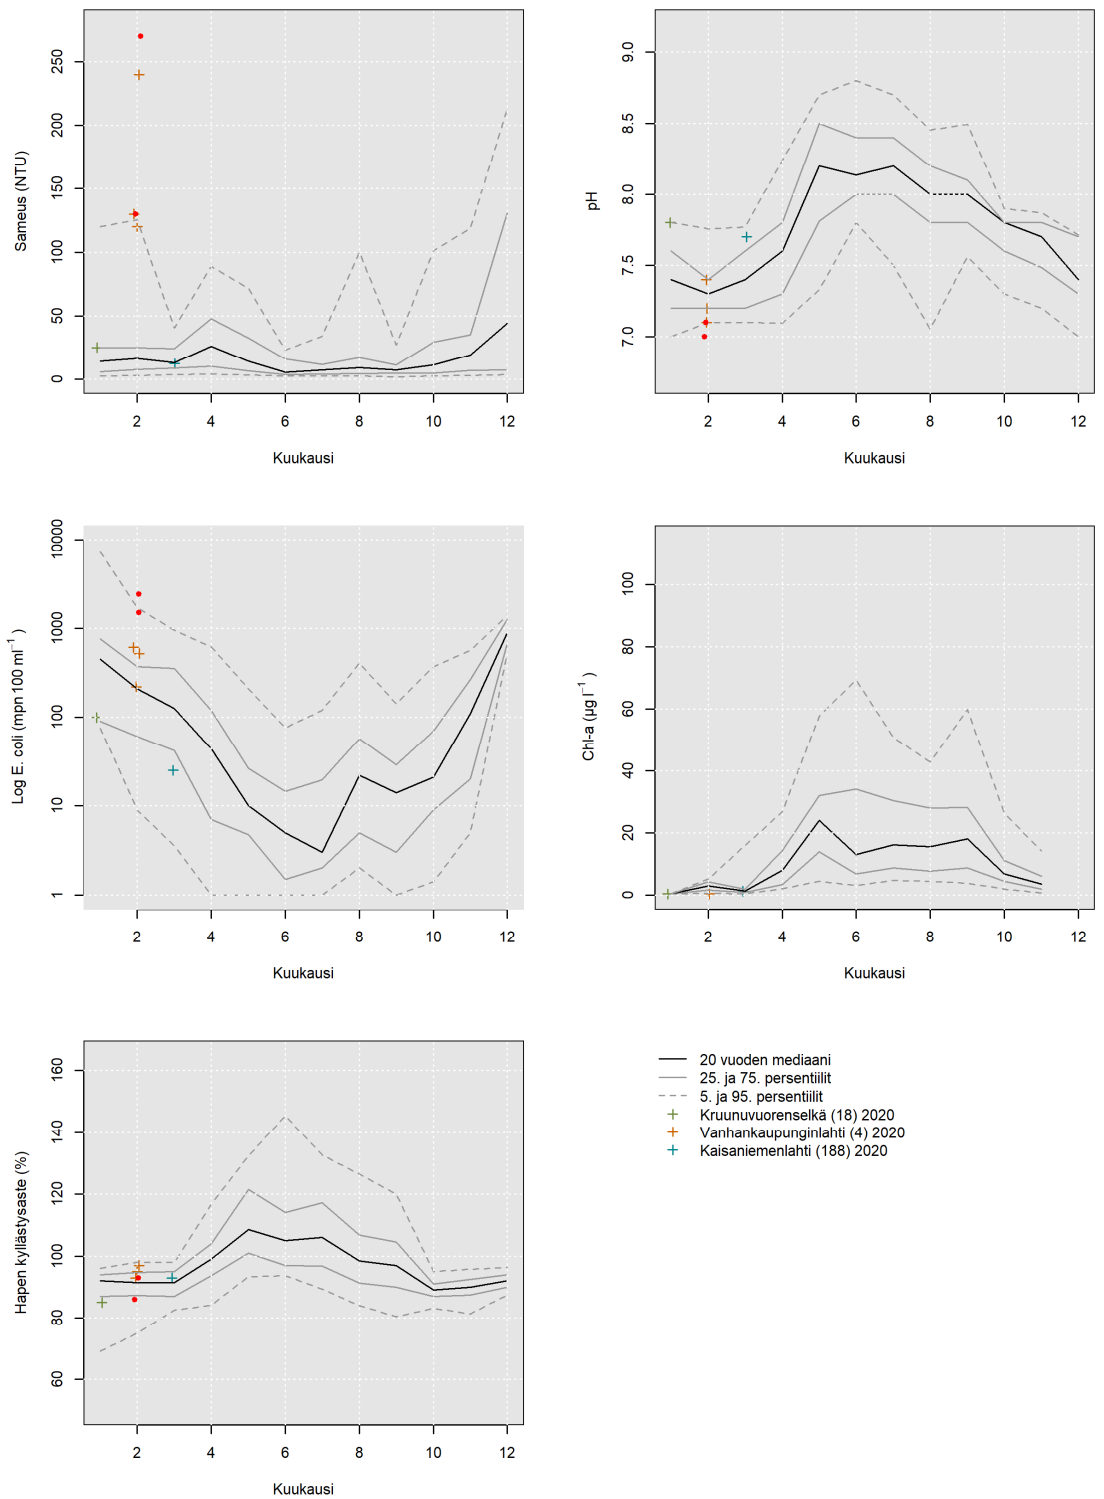 250
200
150
100
50
0
Sameus (NTU)
2 4 6 8 10 12
Kuukausi
9.0
8.5
8.0
7.5
7.0
pH
2 4 6 8 10 12
Kuukausi
10000
1000
100
10
1
Log E. coli (mpn 100 ml⁻¹ )
2 4 6 8 10 12
Kuukausi
100
80
60
40
20
0
Chl-a (µg l⁻¹ )
2 4 6 8 10 12
Kuukausi
160
140
120
100
80
60
Hapen kyllästysaste (%)
2 4 6 8 10 12
Kuukausi
20 vuoden mediaani
25. ja 75. persentiilit
5. ja 95. persentiilit
Kruunuvuorenselkä (18) 2020
Vanhankaupunginlahti (4) 2020
Kaisaniemenlahti (188) 2020